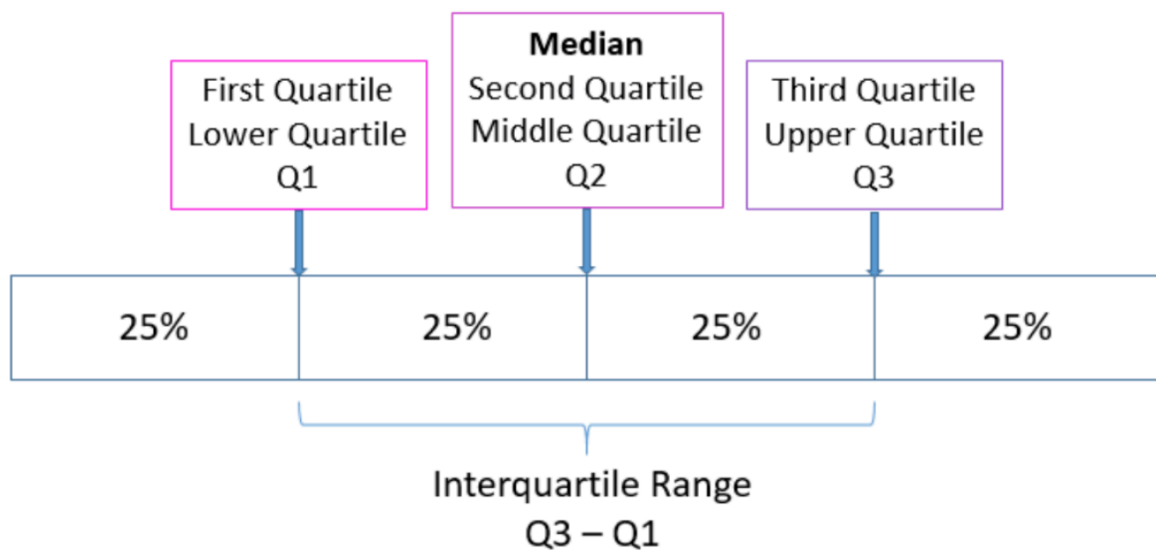 First Quartile
Lower Quartile
Q1
Median
Second Quartile
Middle Quartile
Q2
Third Quartile
Upper Quartile
Q3
25%
25%
25%
25%
Interquartile Range
Q3 – Q1